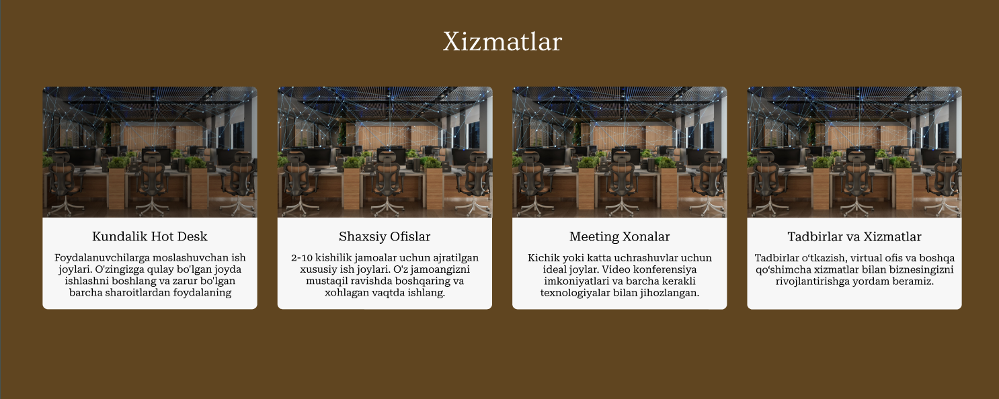 Xizmatlar
Kundalik Hot Desk
Foydalanuvchilarga moslashuvchan ish
joylari. O'zingizga qulay bo'lgan joyda
ishlashni boshlang va zarur bo'lgan
barcha sharoitlardan foydalaning
Shaxsiy Ofislar
2-10 kishilik jamoalar uchun ajratilgan
xususiy ish joylari. O'z jamoangizni
mustaqil ravishda boshqaring va
xohlagan vaqtda ishlang.
Meeting Xonalar
Kichik yoki katta uchrashuvlar uchun
ideal joylar. Video konferensiya
imkoniyatlari va barcha kerakli
texnologiyalar bilan jihozlangan.
Tadbirlar va Xizmatlar
Tadbirlar oʻtkazish, virtual ofis va boshqa
qoʻshimcha xizmatlar bilan biznesingizni
rivojlantirishga yordam beramiz.